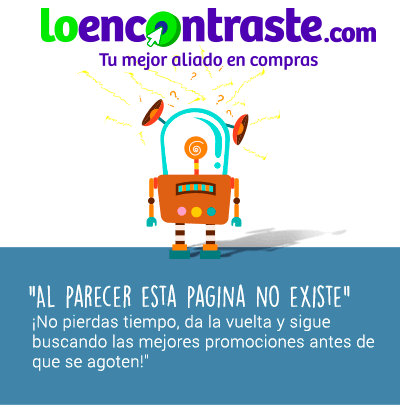 loencontraste.com
Tu mejor aliado en compras
? ? ? ?
"AL PARECER ESTA PAGINA NO EXISTE"
¡No pierdas tiempo, da la vuelta y sigue
buscando las mejores promociones antes de
que se agoten!"